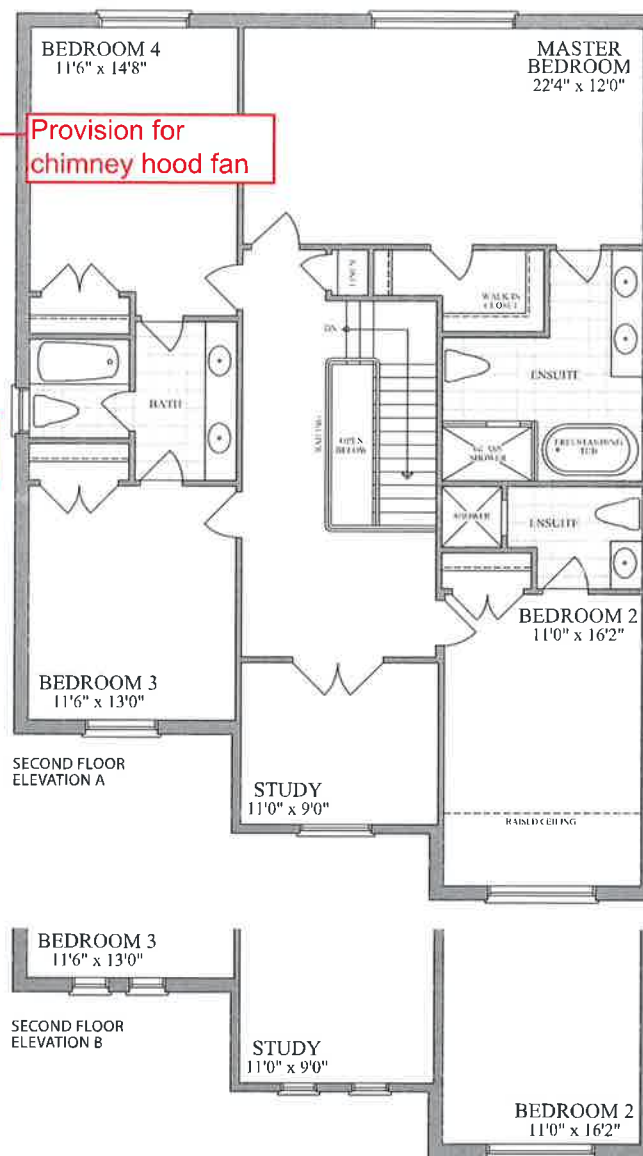 BEDROOM 4
11'6" x 14'8"
MASTER
BEDROOM
22'4" x 12'0"
Provision for
chimney hood fan
LINEN
WALK IN
CLOSET
DN
ENSUITE
BATH
RAILING
OPEN
BELOW
GLASS
SHOWER
FREESTANDING
TUB
SHOWER
ENSUITE
BEDROOM 2
11'0" x 16'2"
BEDROOM 3
11'6" x 13'0"
SECOND FLOOR
ELEVATION A
STUDY
11'0" x 9'0"
RAISED CEILING
BEDROOM 3
11'6" x 13'0"
SECOND FLOOR
ELEVATION B
STUDY
11'0" x 9'0"
BEDROOM 2
11'0" x 16'2"